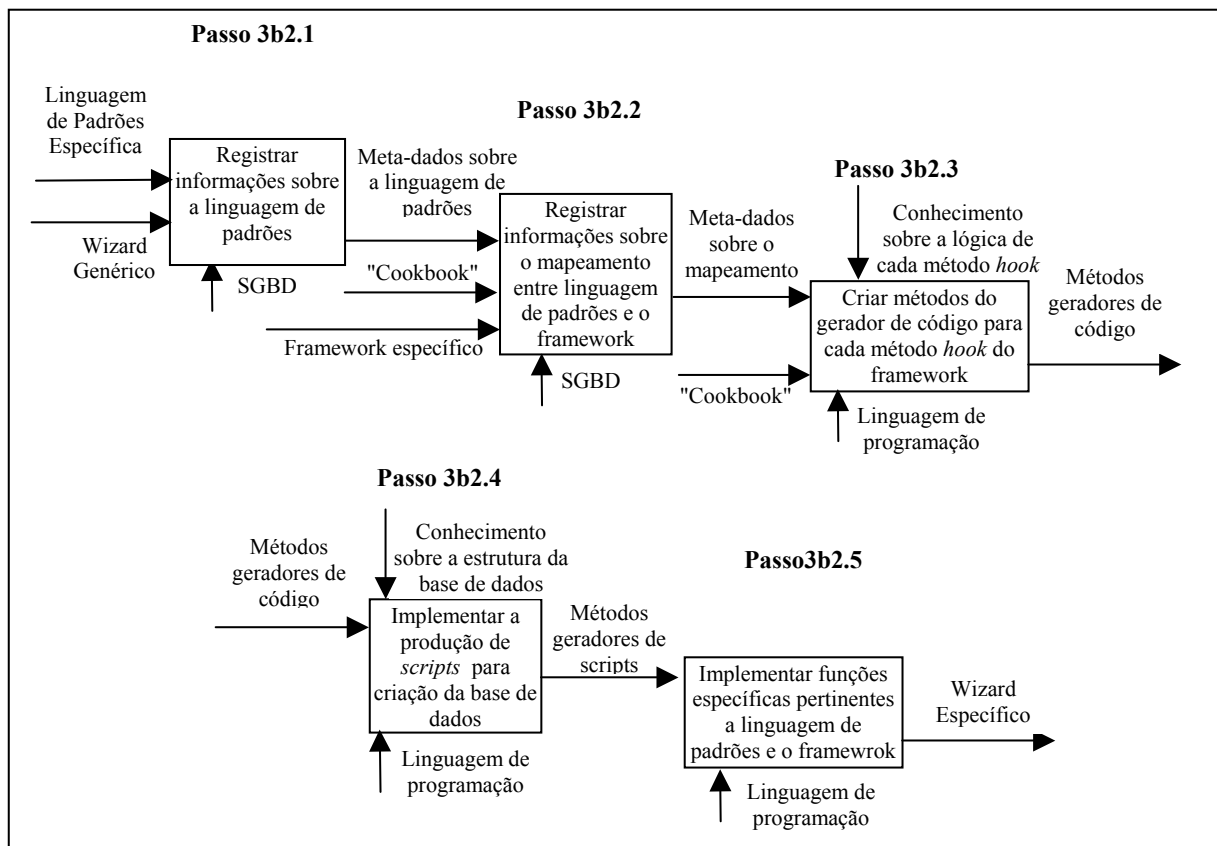 Passo 3b2.1
Linguagem
de Padrões
Específica
Wizard
Genérico
Registrar
informações sobre
a linguagem de
padrões
SGBD
Meta-dados sobre
a linguagem de
padrões
"Cookbook"
Framework específico
Passo 3b2.2
Registrar
informações sobre
o mapeamento
entre linguagem
de padrões e o
framework
SGBD
Meta-dados
sobre o
mapeamento
"Cookbook"
Passo 3b2.3
Conhecimento
sobre a lógica de
cada método hook
Criar métodos do
gerador de código para
cada método hook do
framework
Linguagem de
programação
Métodos
geradores de
código
Passo 3b2.4
Métodos
geradores de
código
Conhecimento
sobre a estrutura da
base de dados
Implementar a
produção de
scripts para
criação da base de
dados
Linguagem de
programação
Métodos
geradores de
scripts
Passo3b2.5
Implementar funções
específicas pertinentes
a linguagem de
padrões e o framewrok
Linguagem de
programação
Wizard
Específico